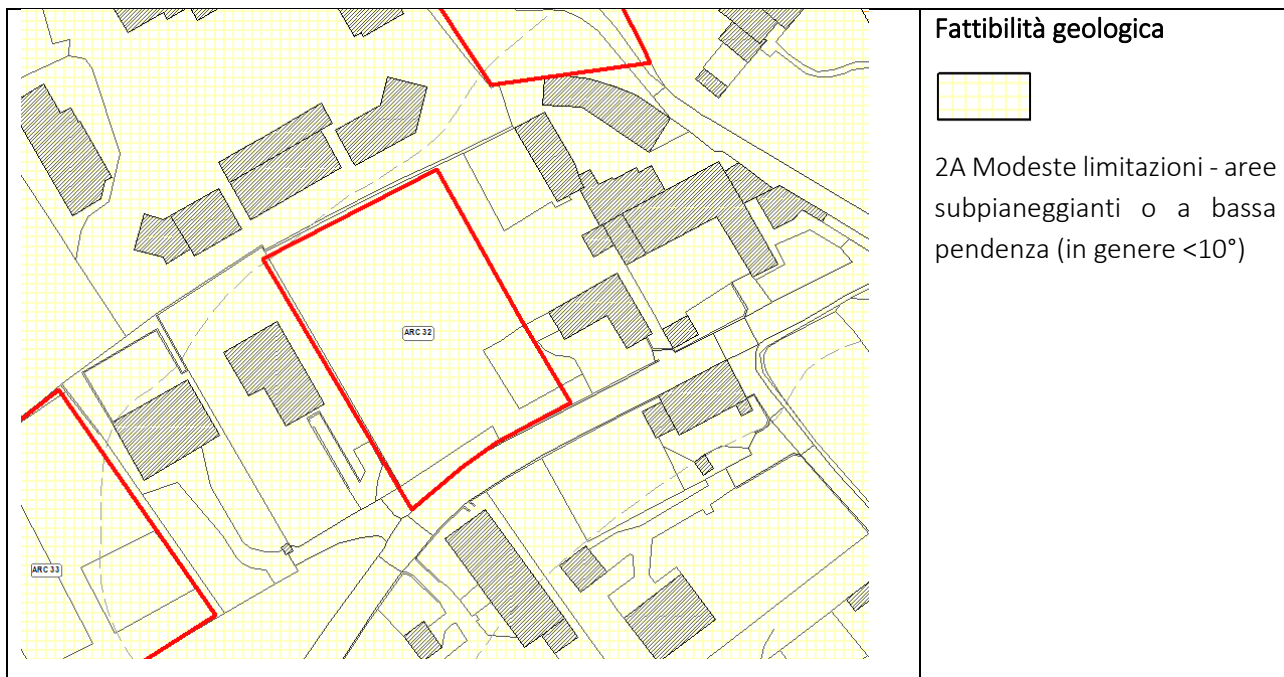 Fattibilità geologica
2A Modeste limitazioni - aree
subpianeggianti o a bassa
pendenza (in genere <10°)
ARC 32
ARC 33